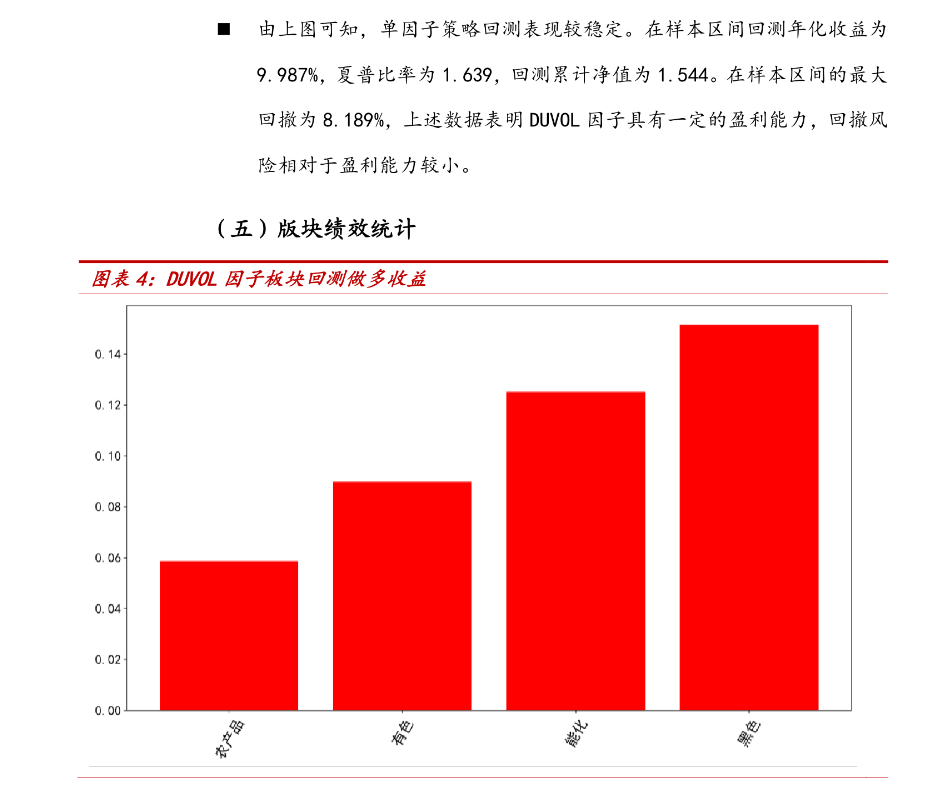 ■ 由上图可知，单因子策略回测表现较稳定。在样本区间回测年化收益为
9.987%，夏普比率为 1.639，回测累计净值为 1.544。在样本区间的最大
回撤为 8.189%，上述数据表明 DUVOL 因子具有一定的盈利能力，回撤风
险相对于盈利能力较小。
（五）版块绩效统计
图表 4：DUVOL 因子板块回测做多收益
0.14
0.12
0.10
0.08
0.06
0.04
0.02
0.00
农产品
有色
能化
黑色